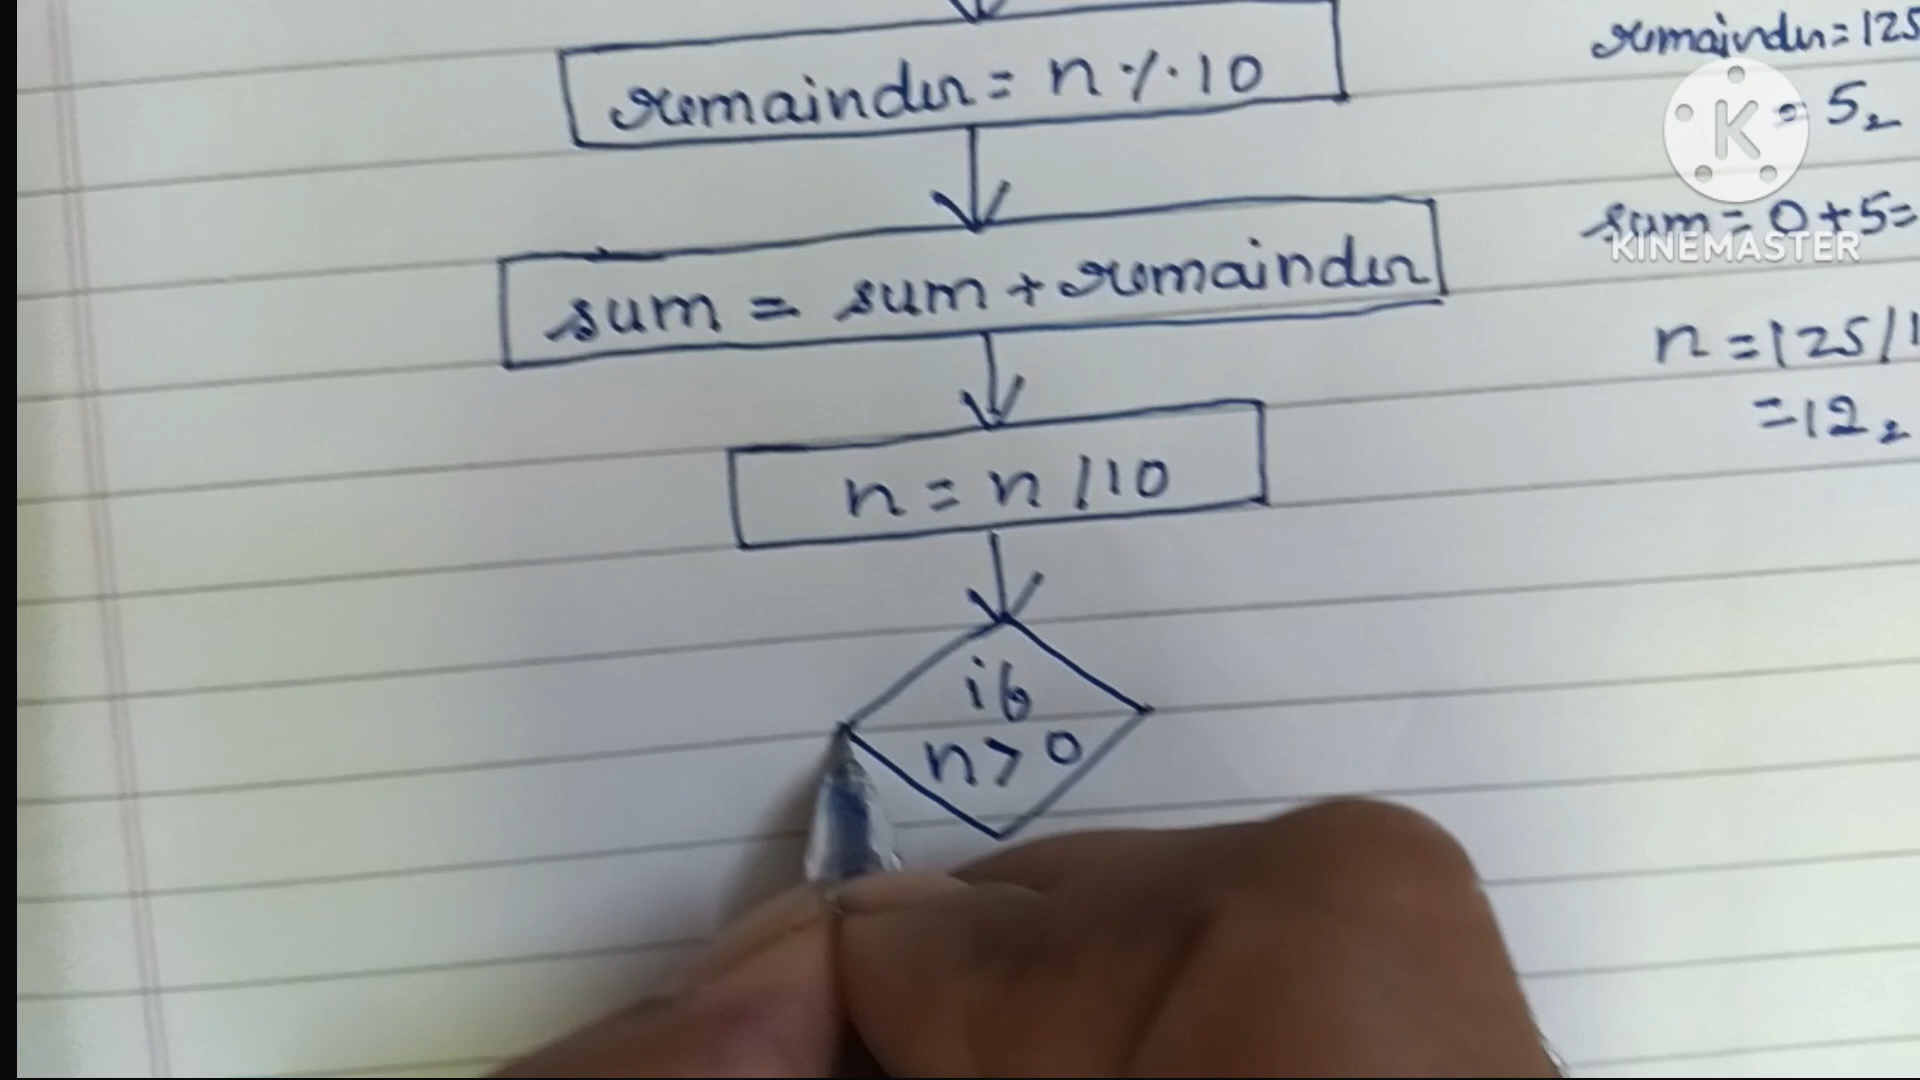 remainder = n % 10
sum = sum + remainder
n = n / 10
if
n > 0
remainder = 125
= 5
sum = 0 + 5 =
n = 125 / 1
= 12
K
KINEMASTER